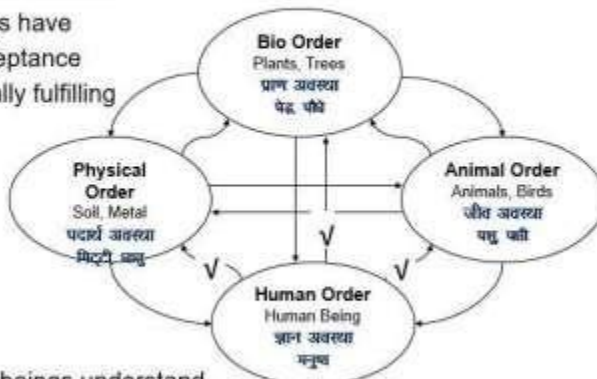 s have
eptance
ally fulfilling
Bio Order
Plants, Trees
प्राण अवस्था
पेड़ पौधे
Physical
Order
Soil, Metal
पदार्थ अवस्था
मिट्टी धातु
Animal Order
Animals, Birds
जीव अवस्था
पशु पक्षी
√
√
√
Human Order
Human Being
ज्ञान अवस्था
मनुष्य
beings understand